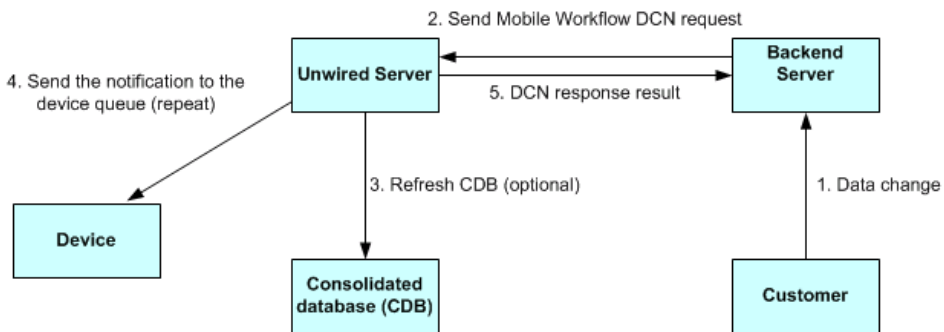 2. Send Mobile Workflow DCN request
Unwired Server
Backend
Server
4. Send the notification to the
device queue (repeat)
5. DCN response result
3. Refresh CDB (optional)
1. Data change
Device
Consolidated
database (CDB)
Customer